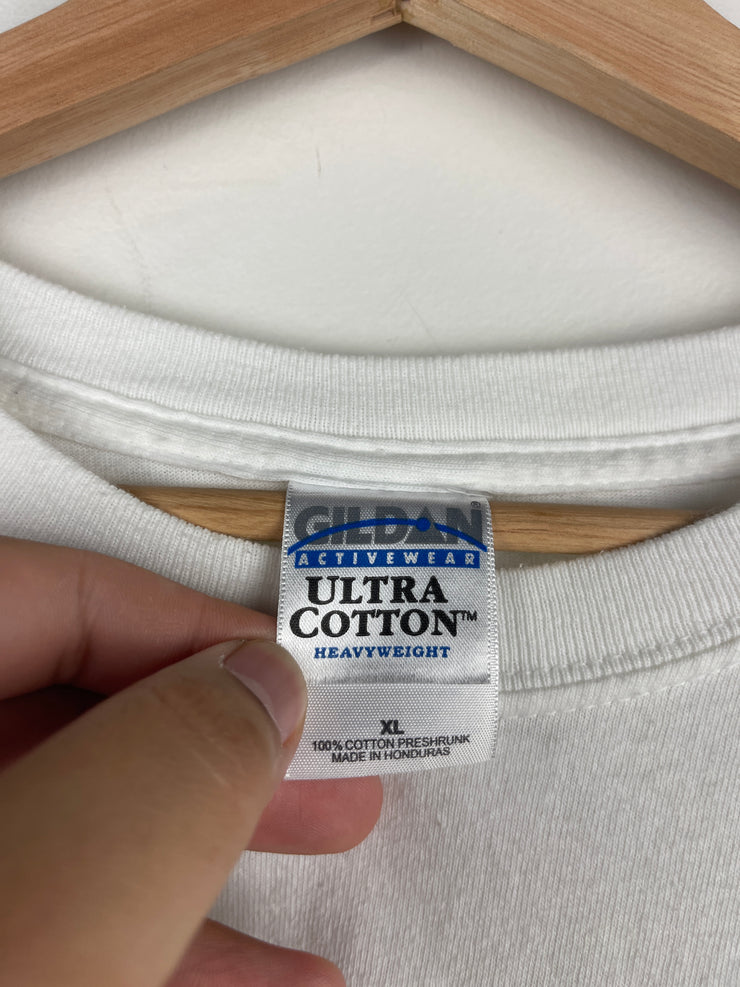 GILDAN®
ACTIVEWEAR
ULTRA
COTTON™
HEAVYWEIGHT
XL
100% COTTON PRESHRUNK
MADE IN HONDURAS